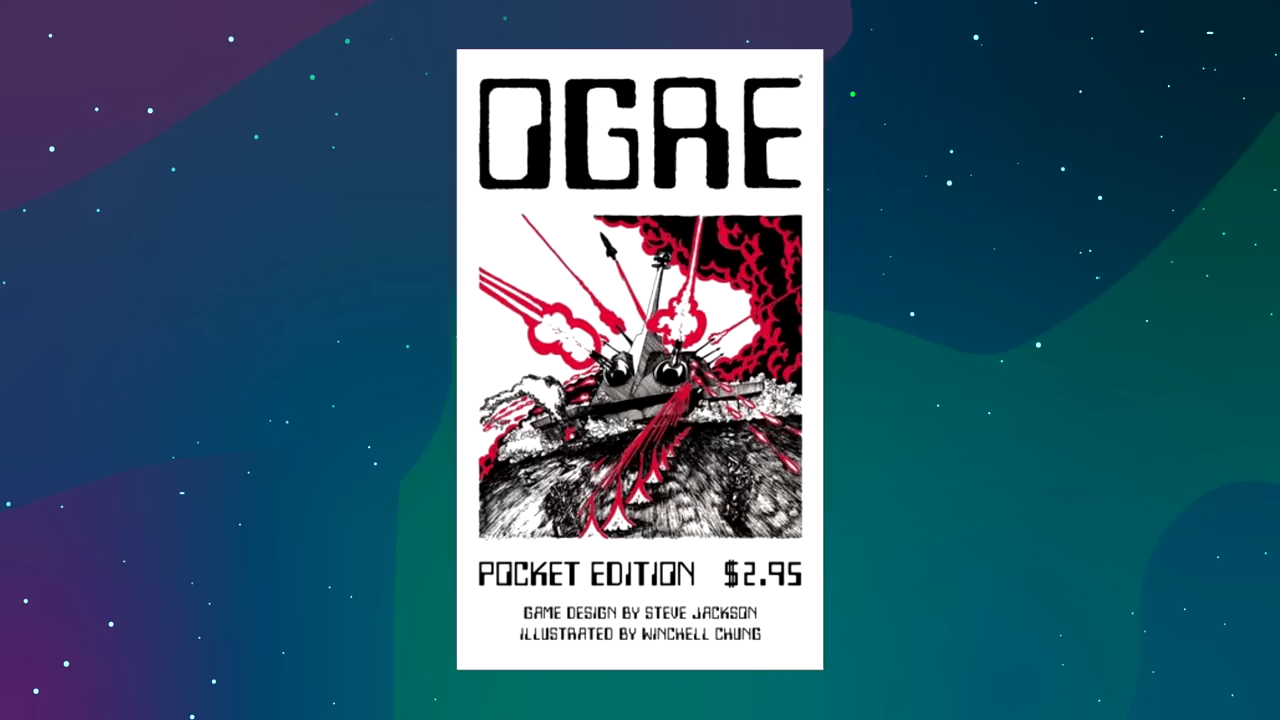 OGRE
POCKET EDITION $2.95
GAME DESIGN BY STEVE JACKSON
ILLUSTRATED BY WINCHELL CHUNG